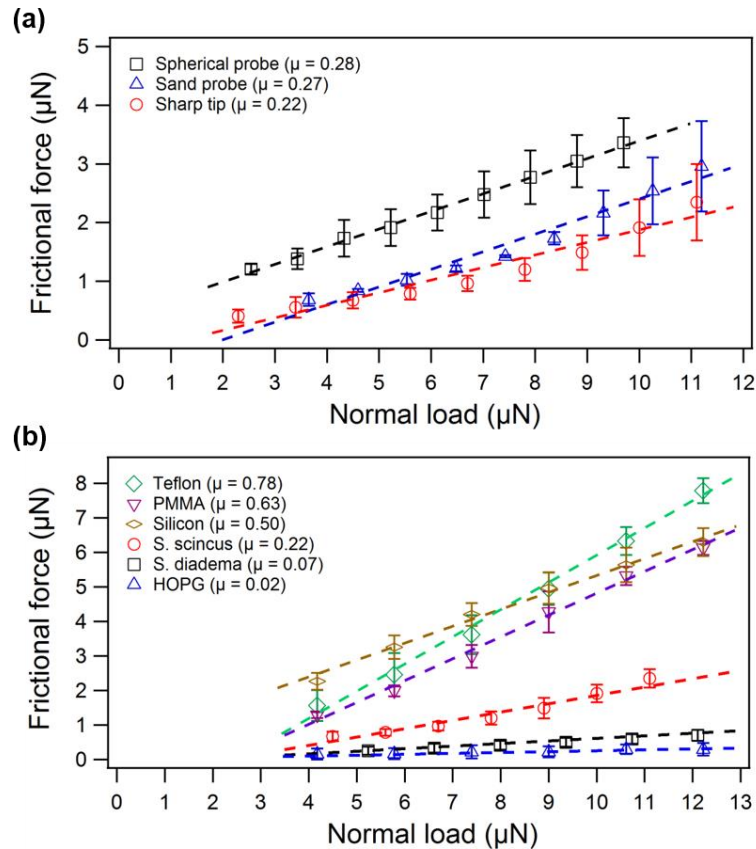 (a)
5
4
3
2
1
0
Frictional force (μN)
Spherical probe (μ = 0.28)
Sand probe (μ = 0.27)
Sharp tip (μ = 0.22)
0 1 2 3 4 5 6 7 8 9 10 11 12
Normal load (μN)
(b)
8
7
6
5
4
3
2
1
0
Frictional force (μN)
Teflon (μ = 0.78)
PMMA (μ = 0.63)
Silicon (μ = 0.50)
S. scincus (μ = 0.22)
S. diadema (μ = 0.07)
HOPG (μ = 0.02)
0 1 2 3 4 5 6 7 8 9 10 11 12 13
Normal load (μN)